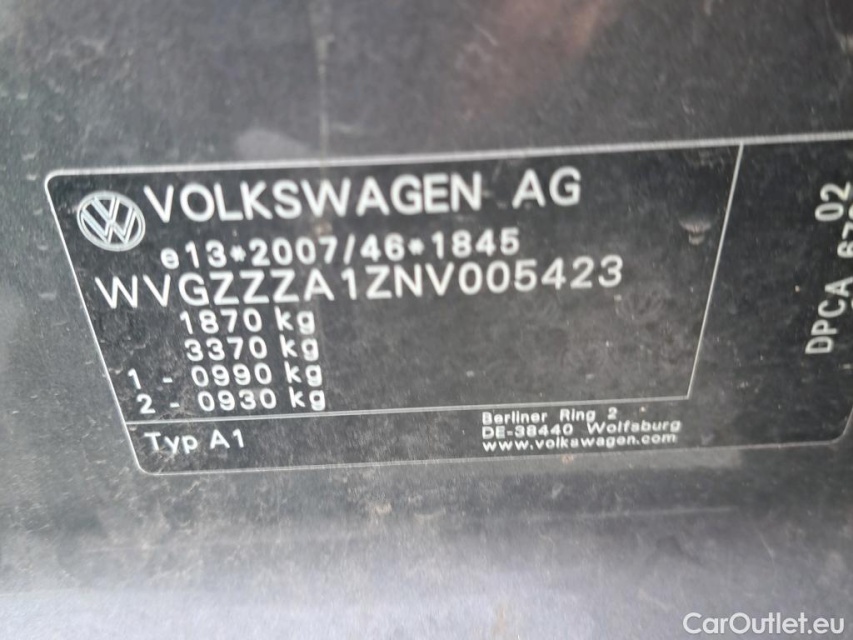 VOLKSWAGEN AG
e13*2007/46*1845
WVGZZZA1ZNV005423
1870 kg
3370 kg
1 - 0990 kg
2 - 0930 kg
Typ A1
Berliner Ring 2
DE-38440 Wolfsburg
www.volkswagen.com
02
DPCA
CarOutlet.eu